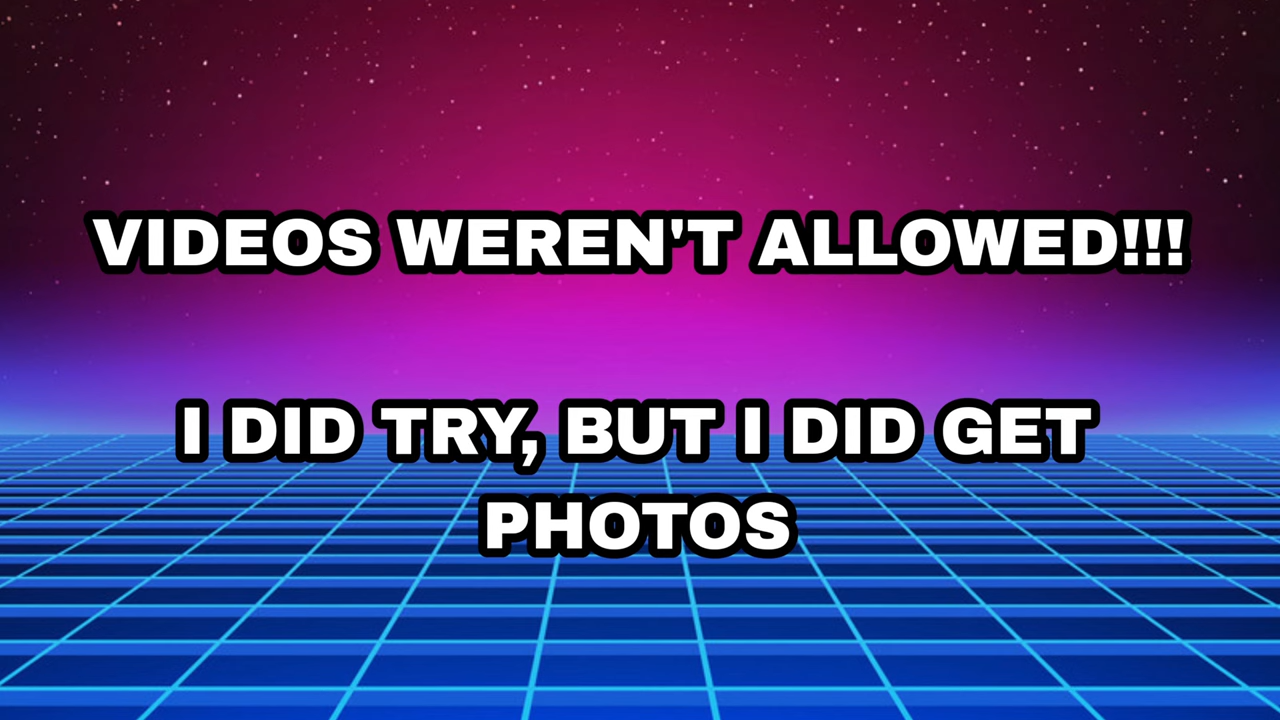 VIDEOS WEREN'T ALLOWED!!!
I DID TRY, BUT I DID GET
PHOTOS